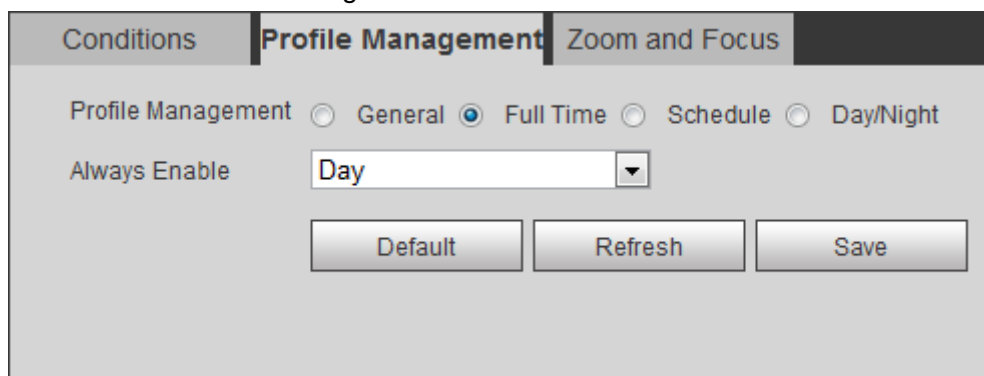 Conditions Profile Management Zoom and Focus
Profile Management General Full Time Schedule Day/Night
Always Enable Day
Default Refresh Save